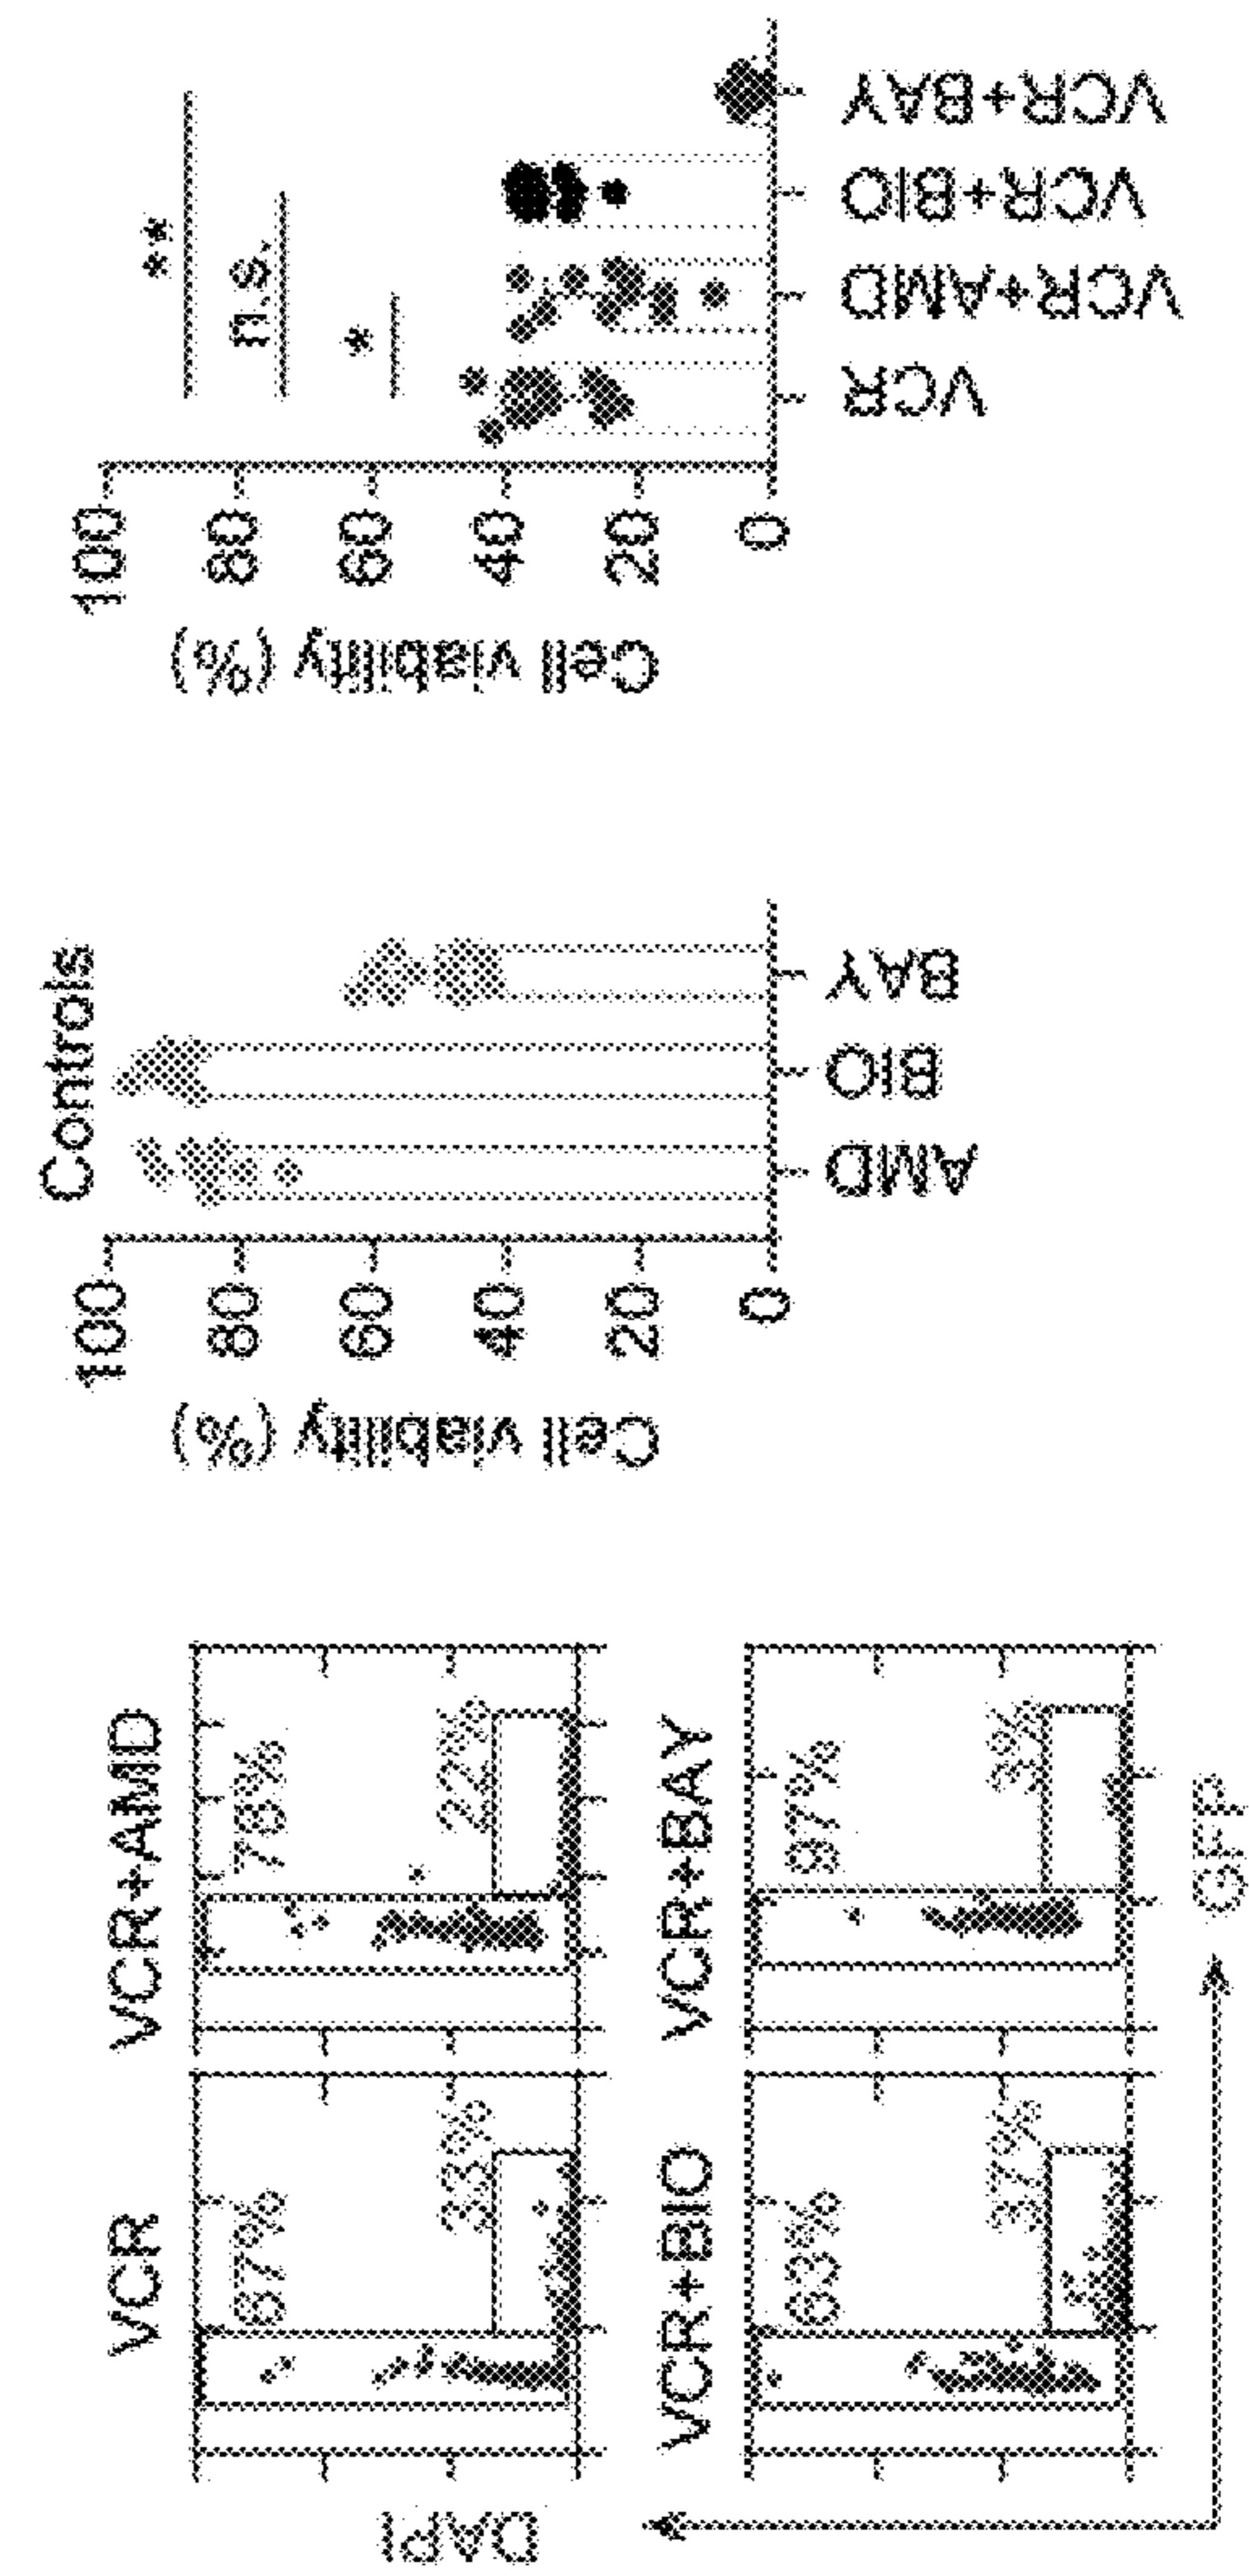 VCR
67%
33%
VCR+AMD
78%
22%
VCR+BIO
63%
37%
VCR+BAY
97%
3%
DAPI
GFP
Controls
Cell viability (%)
100
80
60
40
20
0
AMD
BIO
BAY
Cell viability (%)
100
80
60
40
20
0
**
n.s.
*
VCR
VCR+AMD
VCR+BIO
VCR+BAY